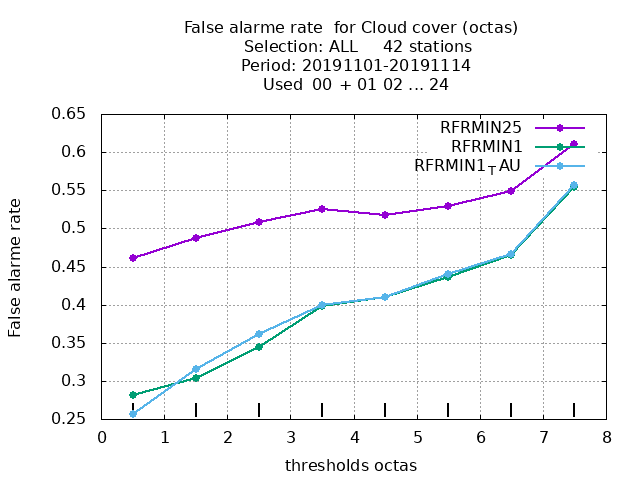 False alarme rate  for Cloud cover (octas)
Selection: ALL     42 stations
Period: 20191101-20191114
Used  00  + 01 02 ... 24
RFRMIN25
RFRMIN1
RFRMIN1TAU
0.65
0.6
0.55
0.5
0.45
0.4
0.35
0.3
0.25
False alarme rate
0 1 2 3 4 5 6 7 8
thresholds octas